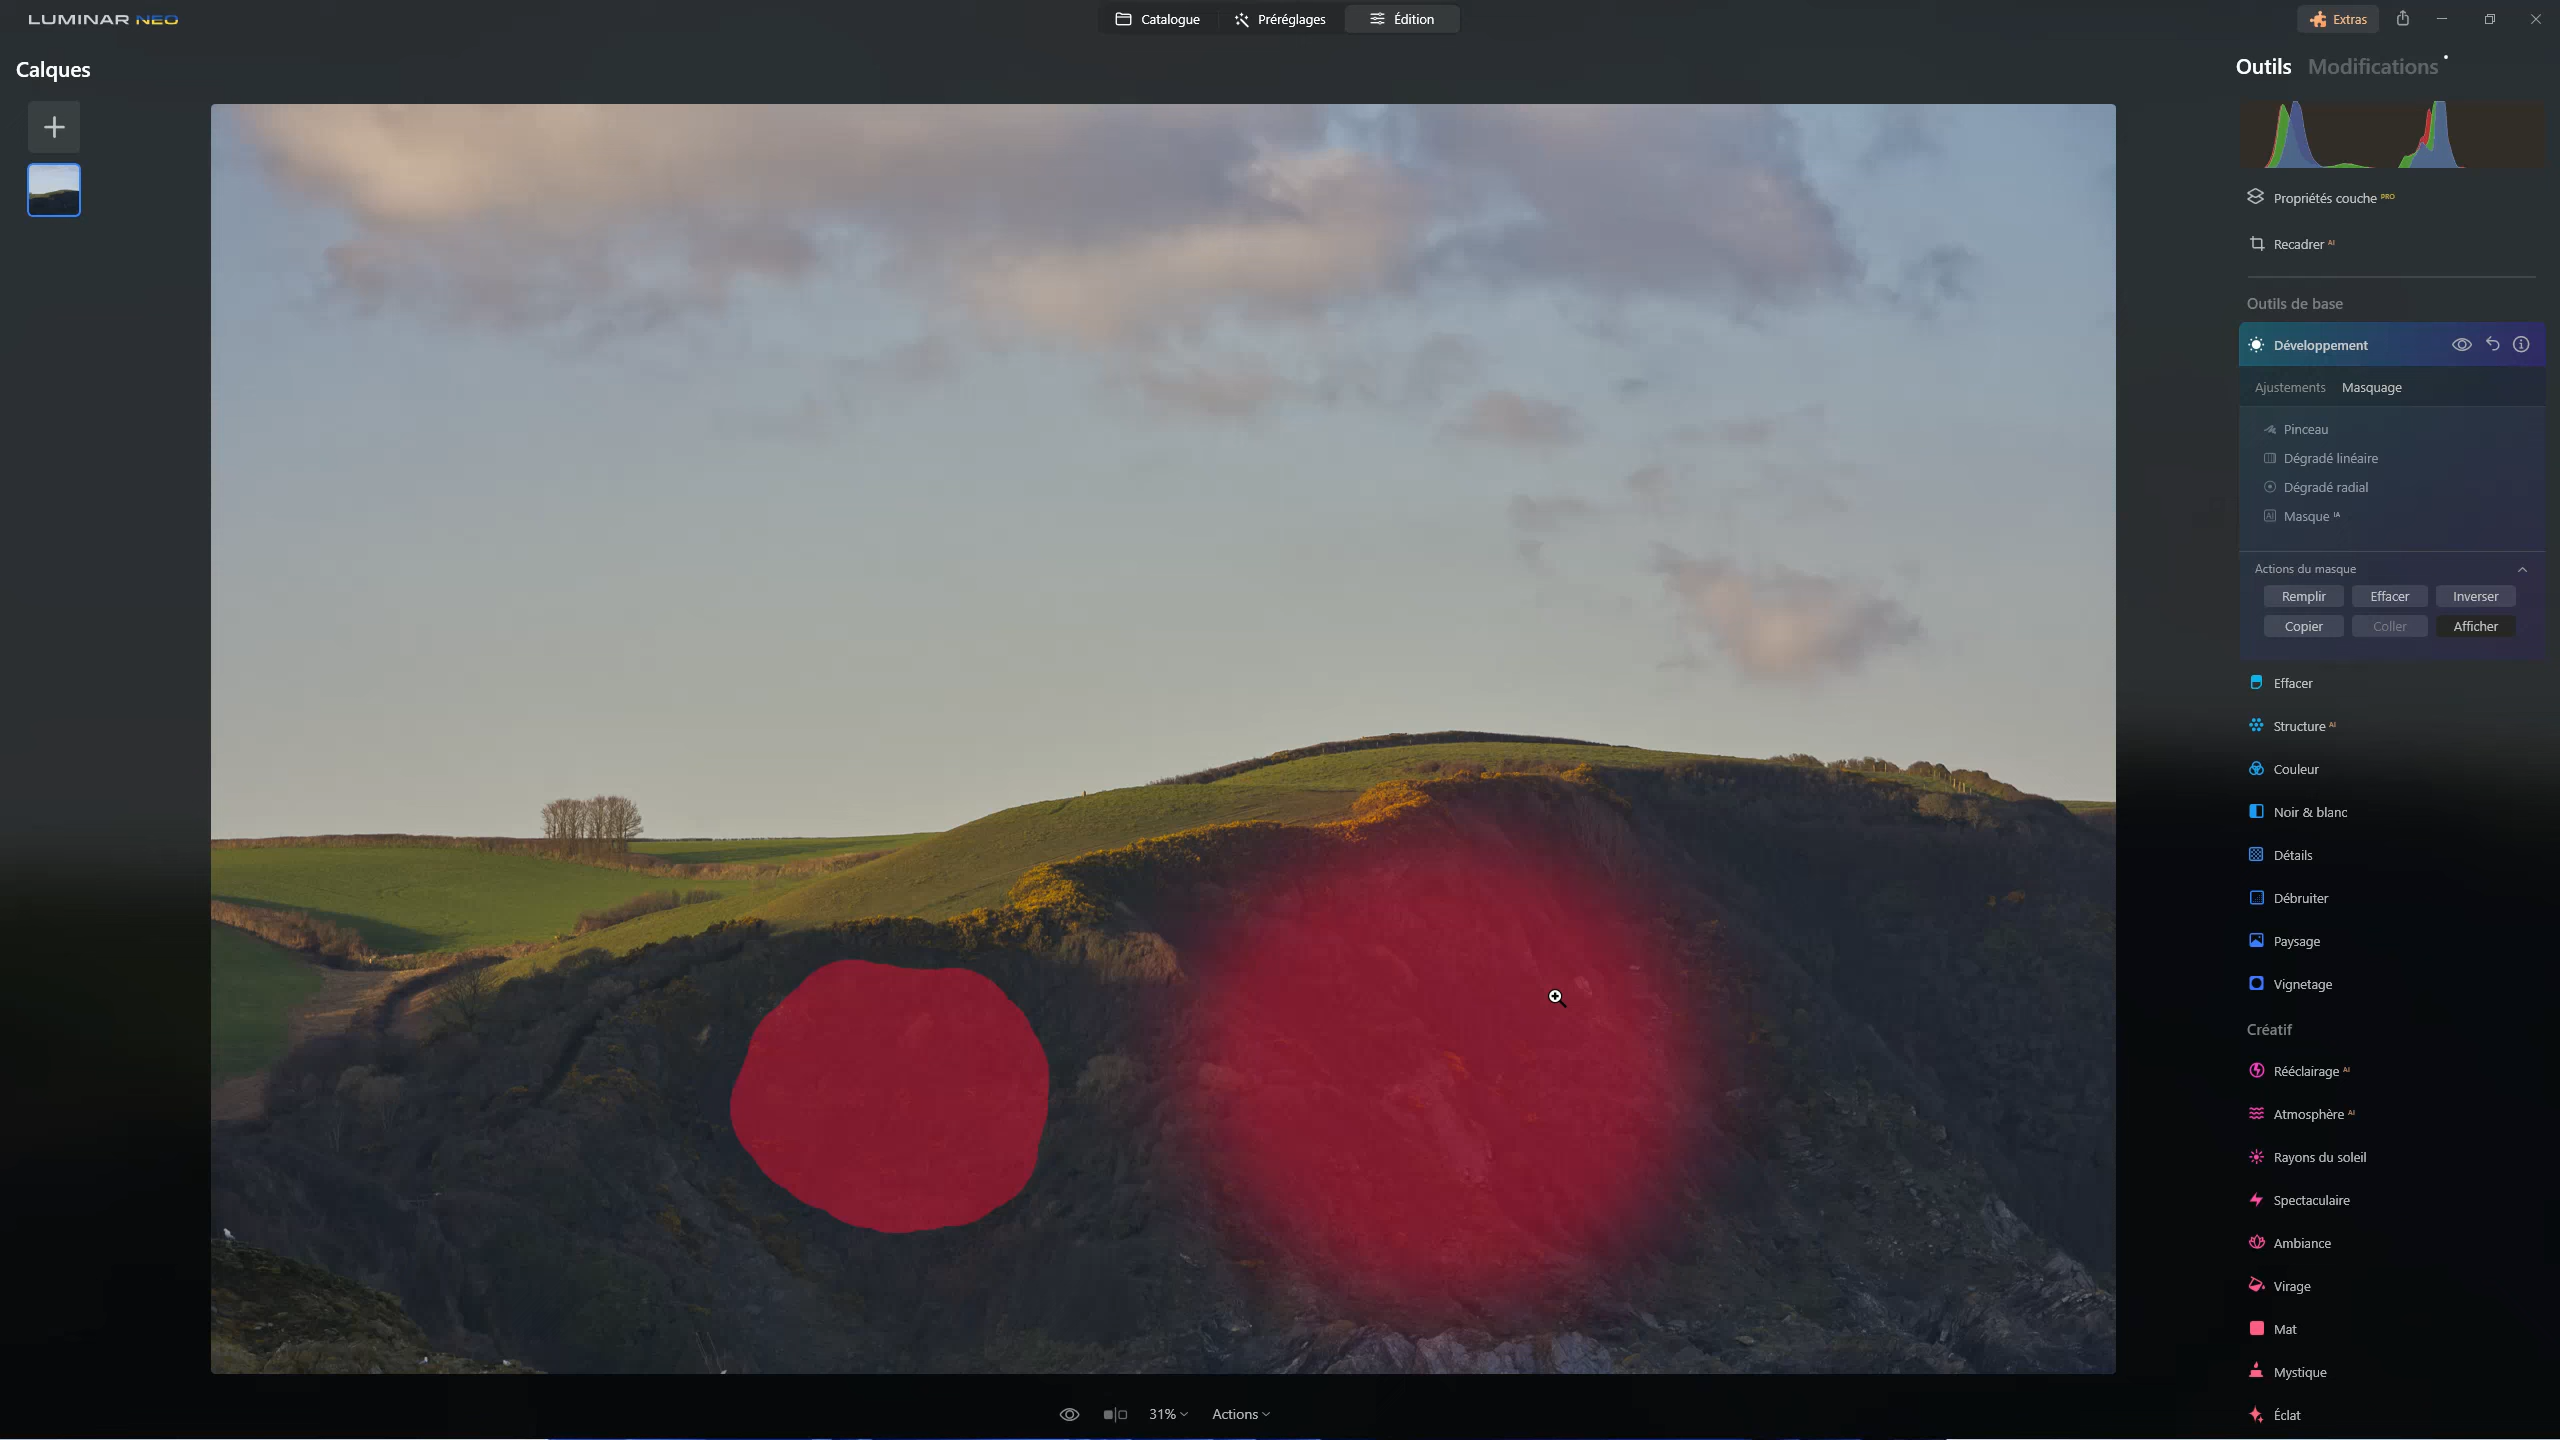 LUMINAR NEO
Catalogue
Préréglages
Édition
Extras
Calques
Outils Modifications
Propriétés couche PRO
Recadrer AI
Outils de base
Développement
Ajustements Masquage
Pinceau
Dégradé linéaire
Dégradé radial
Masque IA
Actions du masque
Remplir Effacer Inverser
Copier Coller Afficher
Effacer
Structure AI
Couleur
Noir & blanc
Détails
Débruiter
Paysage
Vignetage
Créatif
Rééclairage AI
Atmosphère AI
Rayons du soleil
Spectaculaire
Ambiance
Virage
Mat
Mystique
Éclat
31% Actions